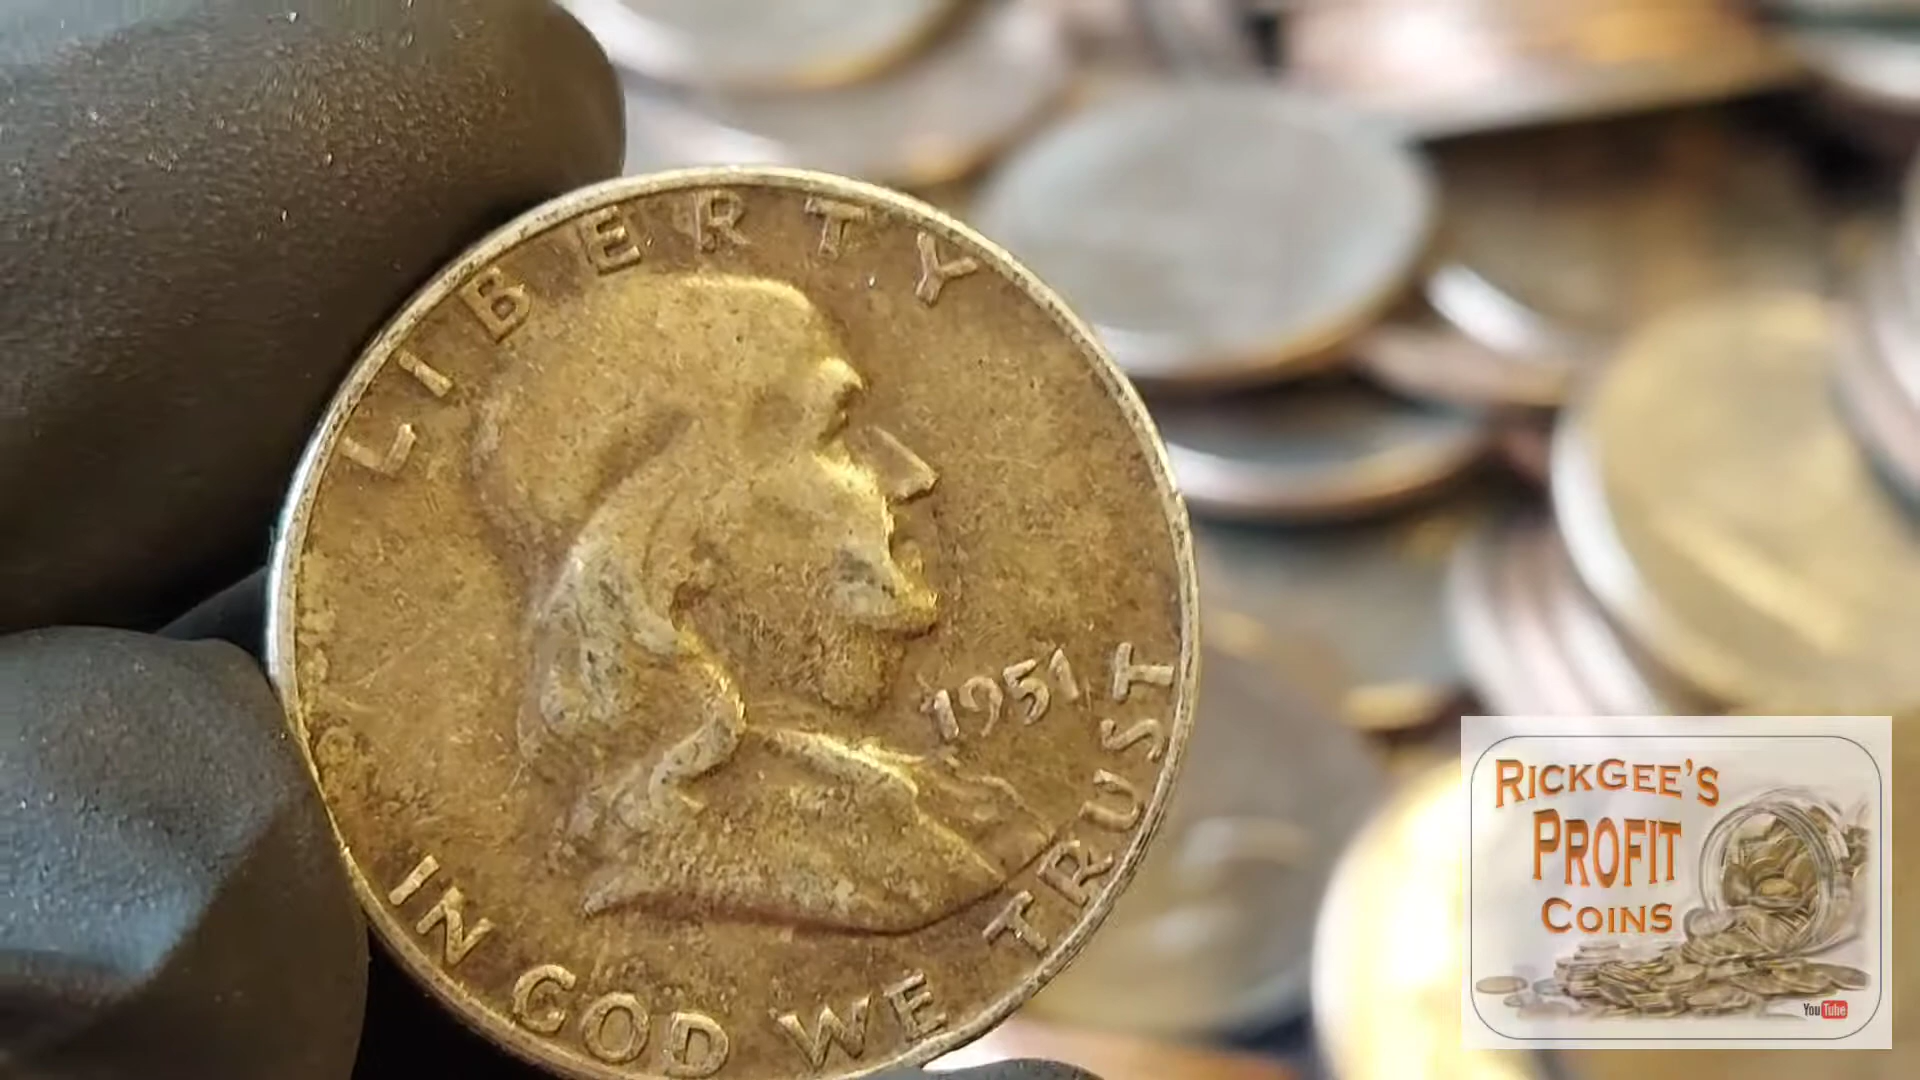 LIBERTY
1951
IN GOD WE TRUST
RICKGEE'S
PROFIT
COINS
YouTube